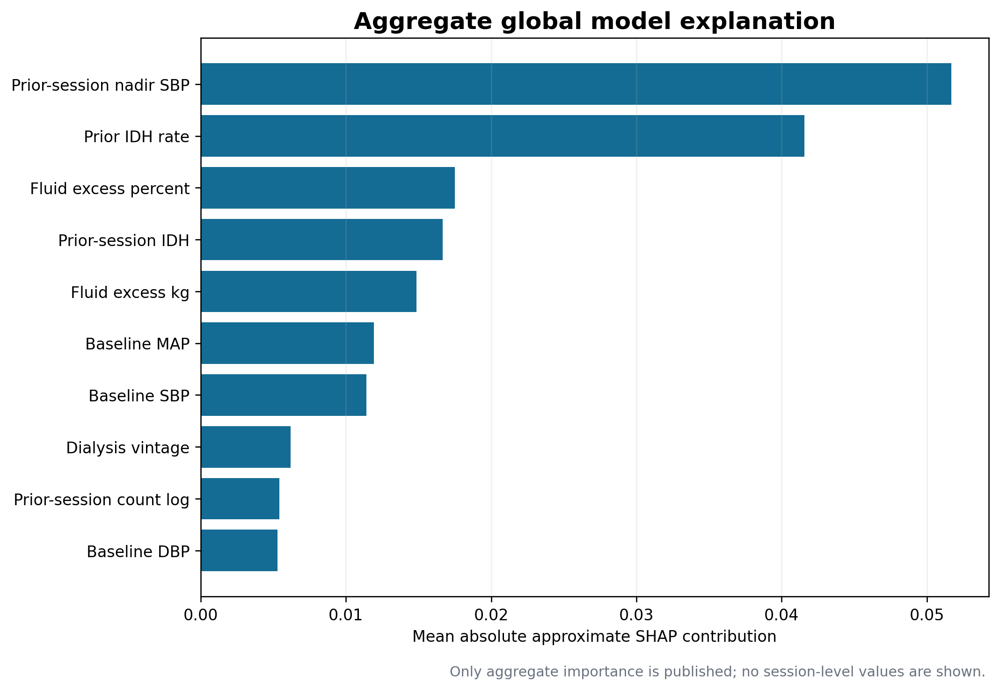 Aggregate global model explanation
Prior-session nadir SBP
Prior IDH rate
Fluid excess percent
Prior-session IDH
Fluid excess kg
Baseline MAP
Baseline SBP
Dialysis vintage
Prior-session count log
Baseline DBP
0.00 0.01 0.02 0.03 0.04 0.05
Mean absolute approximate SHAP contribution
Only aggregate importance is published; no session-level values are shown.